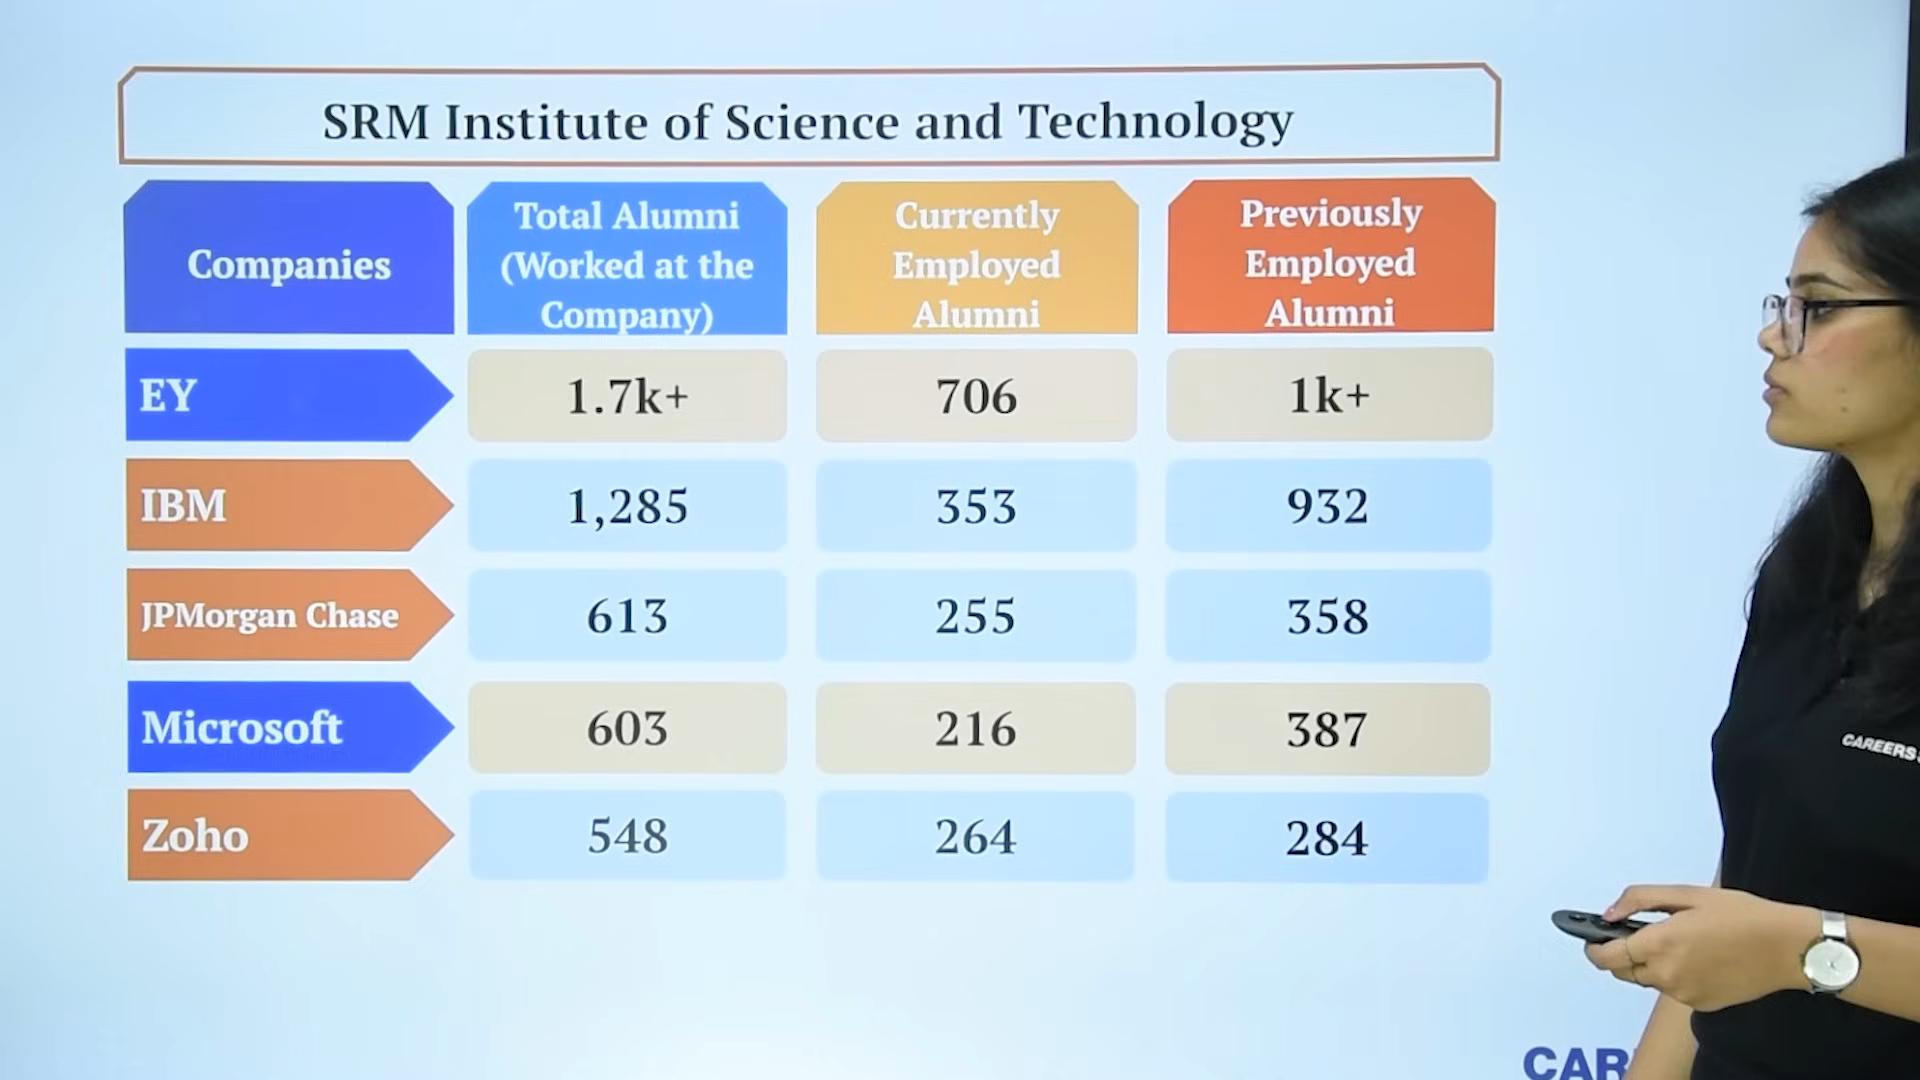 SRM Institute of Science and Technology
Companies
Total Alumni
(Worked at the
Company)
Currently
Employed
Alumni
Previously
Employed
Alumni
EY
1.7k+
706
1k+
IBM
1,285
353
932
JPMorgan Chase
613
255
358
Microsoft
603
216
387
Zoho
548
264
284
CAREERS
CAR